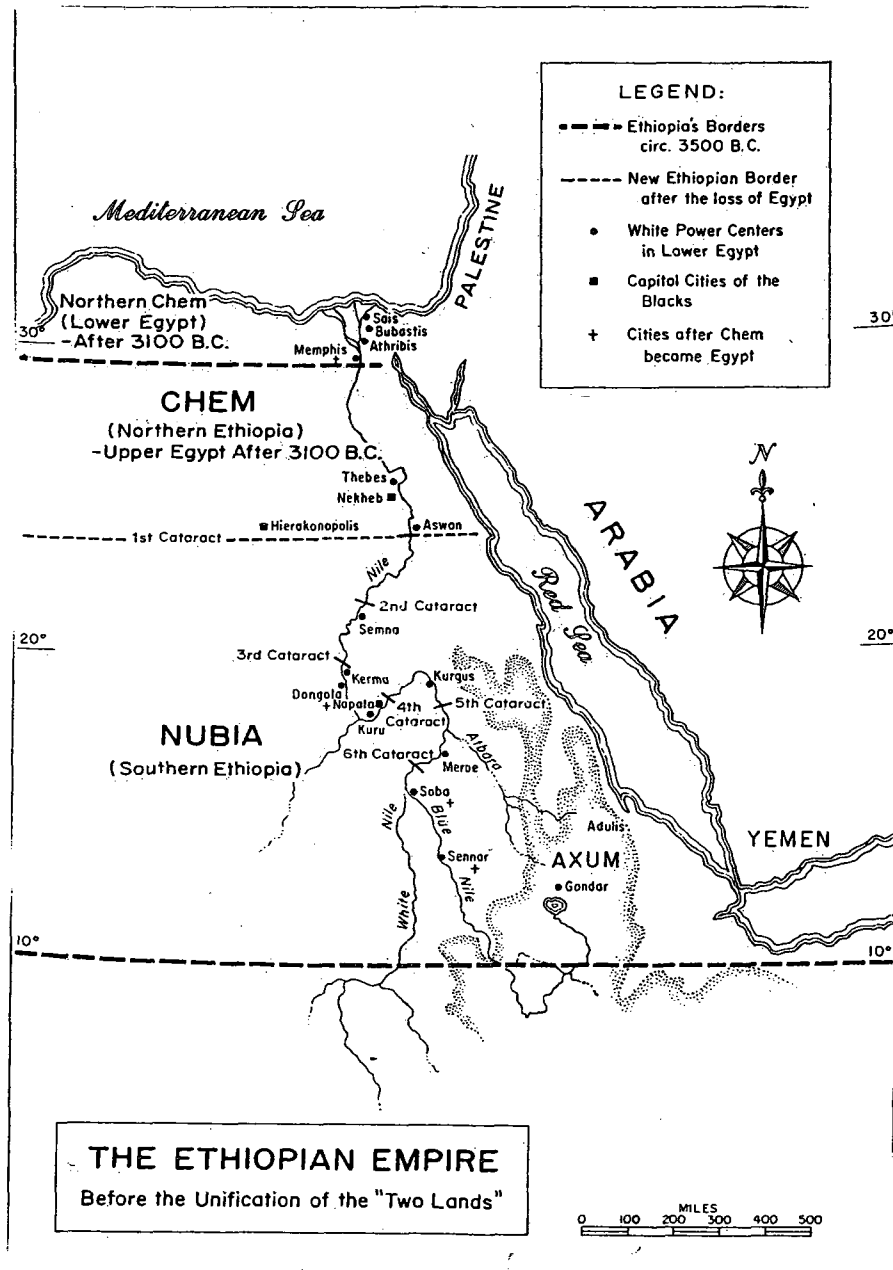 LEGEND:
Ethiopia's Borders
circ. 3500 B.C.
New Ethiopian Border
after the loss of Egypt
White Power Centers
in Lower Egypt
Capitol Cities of the
Blacks
Cities after Chem
became Egypt
Mediterranean Sea
PALESTINE
Northern Chem
(Lower Egypt)
-After 3100 B.C.
30°
30°
Sais
Bubastis
Athribis
Memphis
CHEM
(Northern Ethiopia)
-Upper Egypt After 3100 B.C.
Thebes
Nekheb
Hierakonopolis
Aswan
1st Cataract
N
ARABIA
Red Sea
Nile
2nd Cataract
Semna
20°
20°
3rd Cataract
Kerma
Kurgus
Dongola
Napata
4th
Cataract
5th Cataract
Kuru
NUBIA
(Southern Ethiopia)
6th Cataract
Meroe
Atbara
Soba
Nile
Blue
Adulis
YEMEN
Sennar
AXUM
Gondar
White
Nile
10°
10°
THE ETHIOPIAN EMPIRE
Before the Unification of the "Two Lands"
MILES
0 100 200 300 400 500